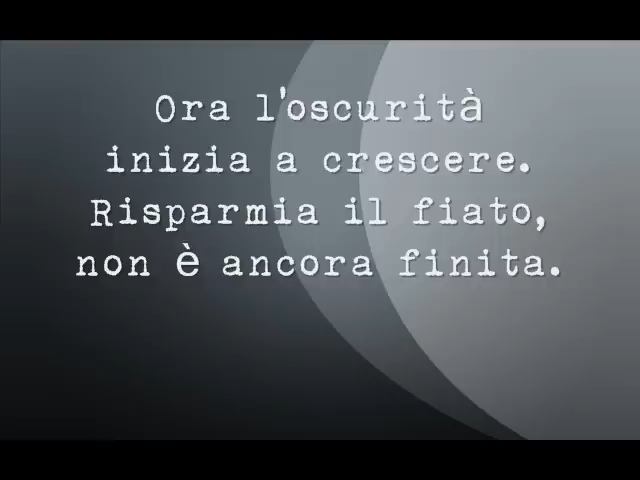 Ora l'oscurità
inizia a crescere.
Risparmia il fiato,
non è ancora finita.